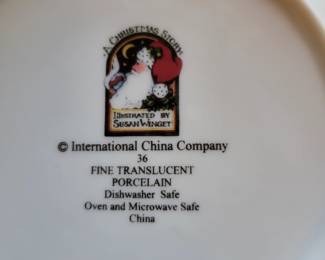 A CHRISTMAS STORY
ILLUSTRATED BY
SUSAN WINGET
© International China Company
36
FINE TRANSLUCENT
PORCELAIN
Dishwasher Safe
Oven and Microwave Safe
China